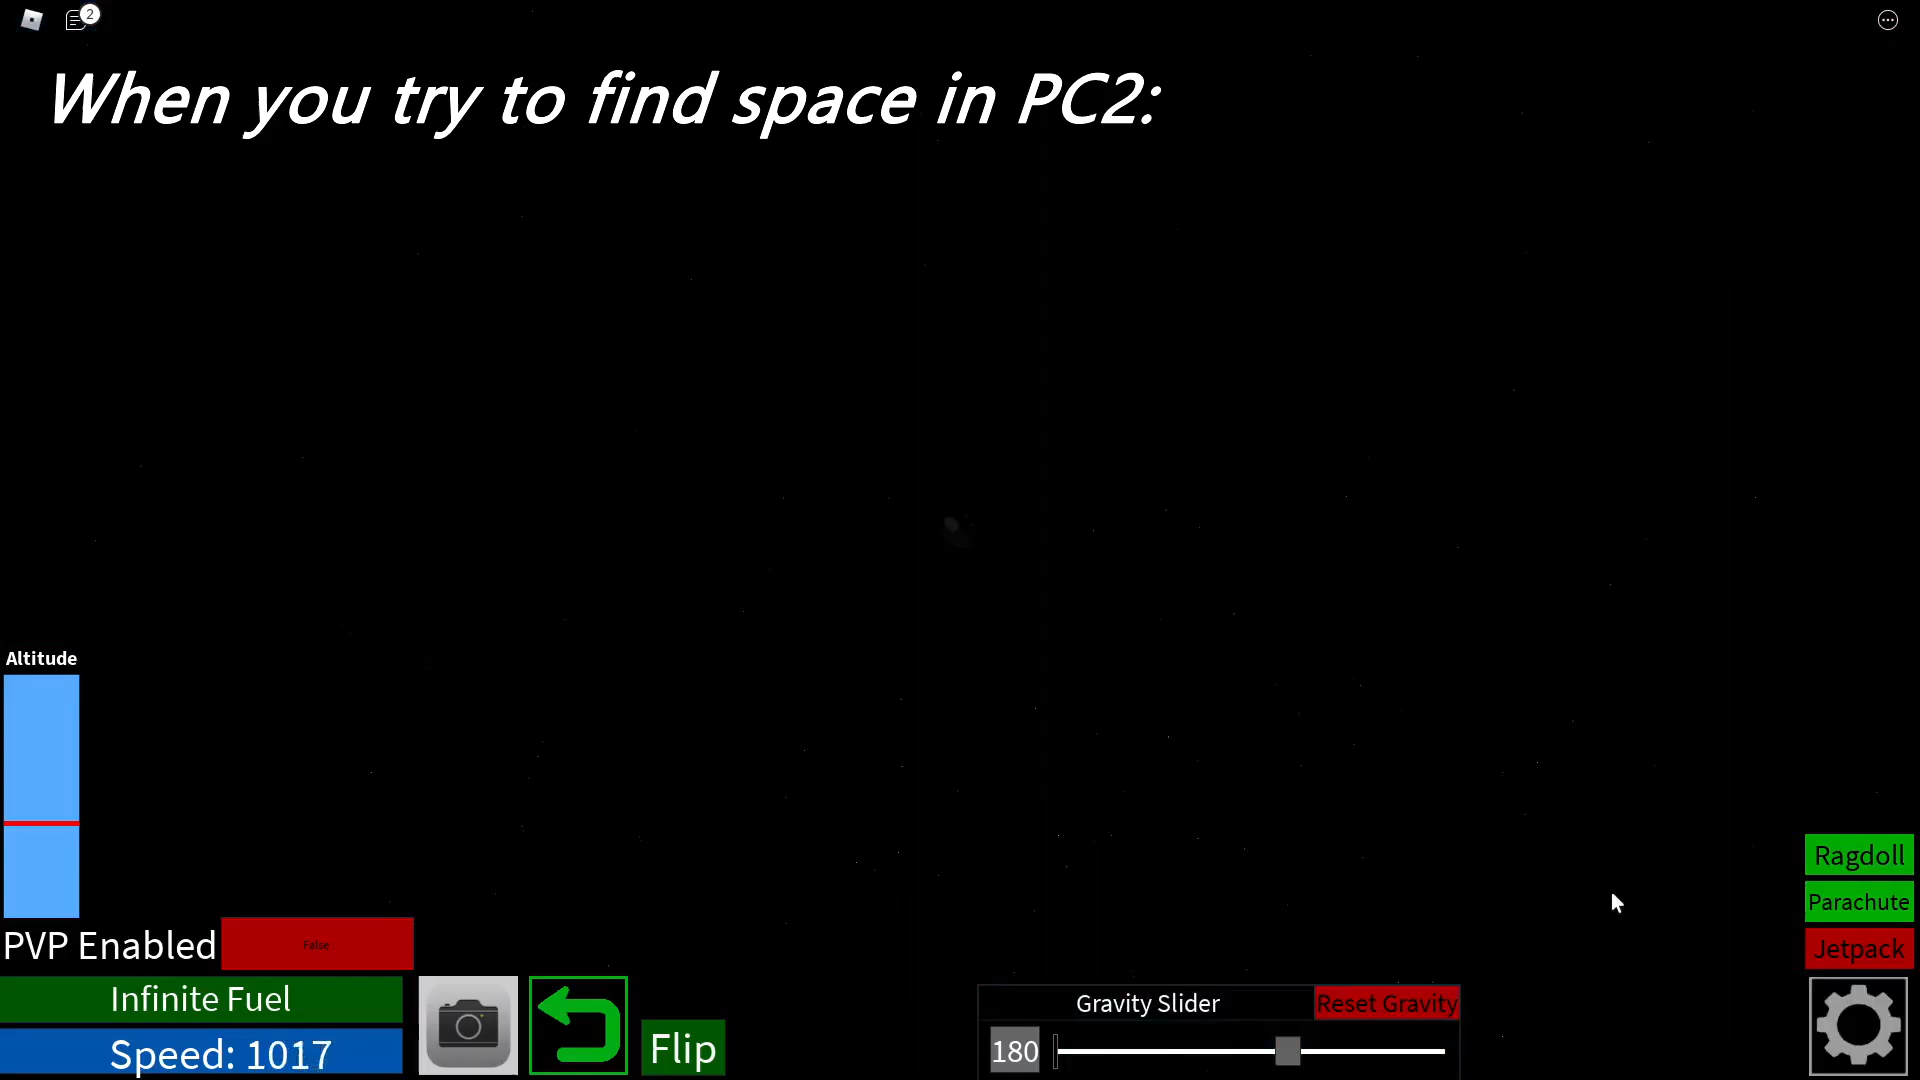 2
When you try to find space in PC2:
Altitude
PVP Enabled
False
Infinite Fuel
Speed: 1017
Flip
Gravity Slider
Reset Gravity
180
Ragdoll
Parachute
Jetpack